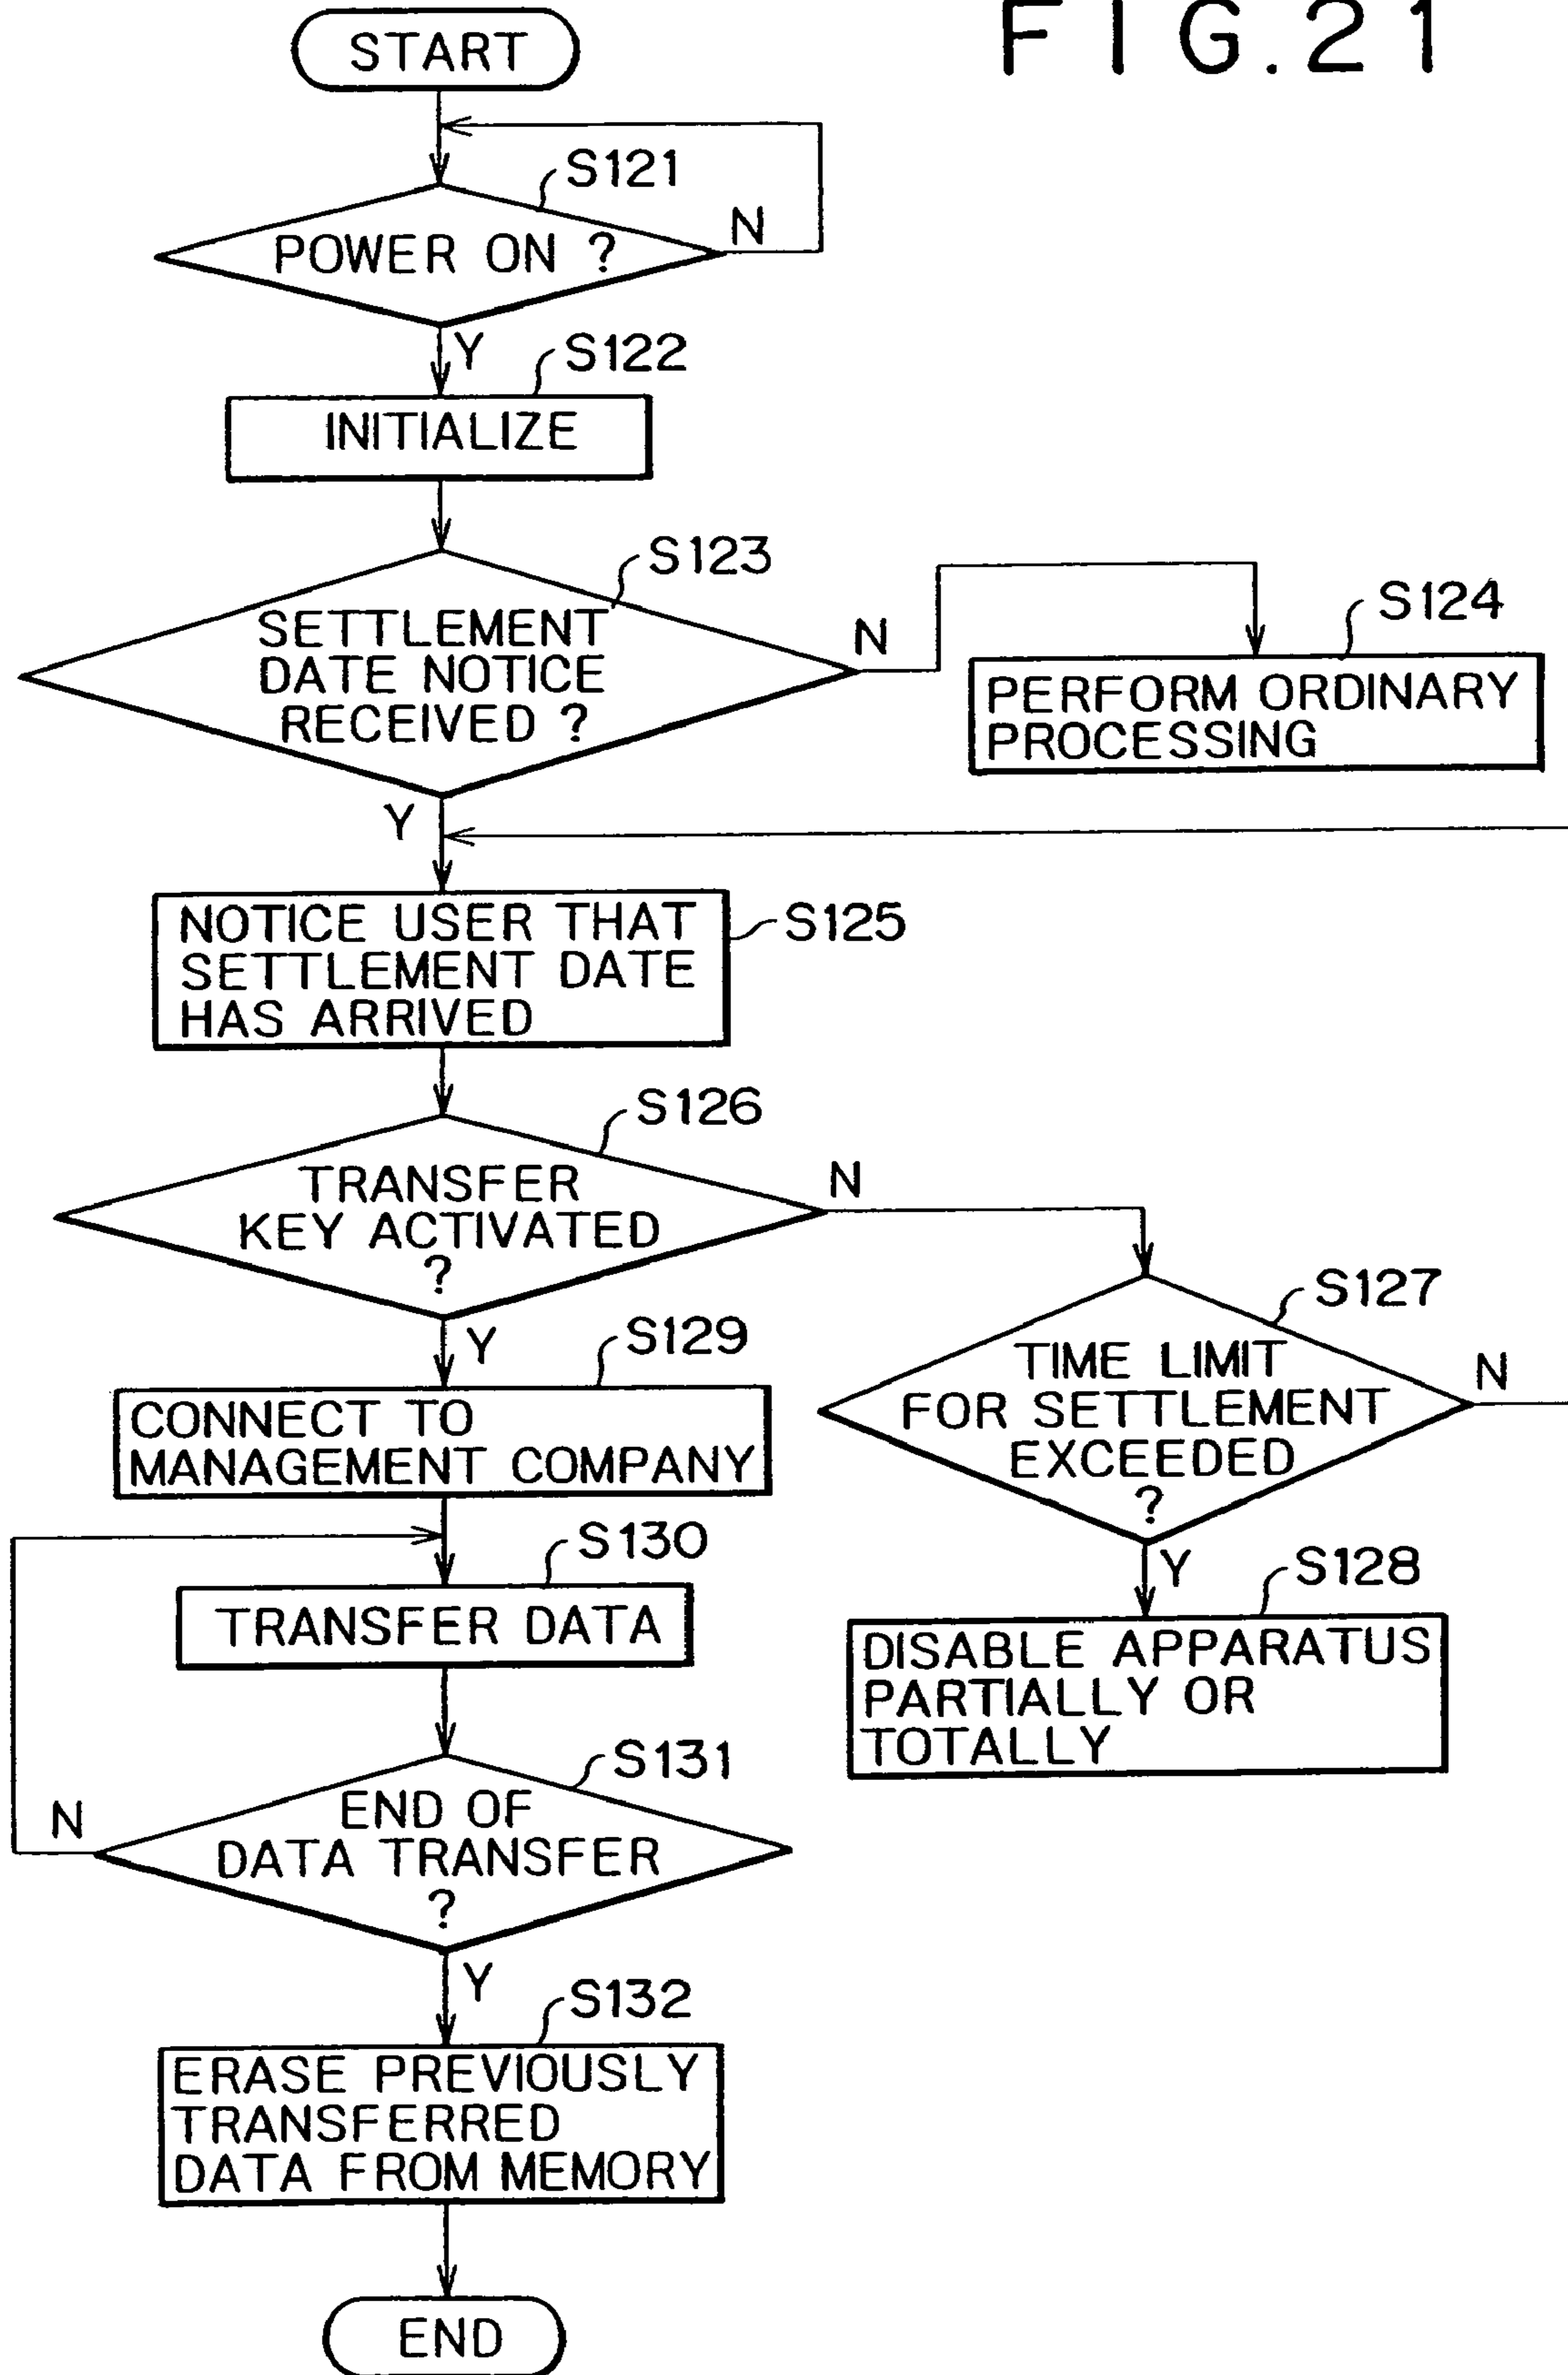 FIG.21
START
S121
POWER ON ?
N
Y
S122
INITIALIZE
S123
SETTLEMENT
DATE NOTICE
RECEIVED ?
N
S124
PERFORM ORDINARY
PROCESSING
Y
NOTICE USER THAT
SETTLEMENT DATE
HAS ARRIVED
S125
S126
TRANSFER
KEY ACTIVATED
?
N
S127
TIME LIMIT
FOR SETTLEMENT
EXCEEDED
?
N
Y
S128
DISABLE APPARATUS
PARTIALLY OR
TOTALLY
Y
S129
CONNECT TO
MANAGEMENT COMPANY
S130
TRANSFER DATA
S131
END OF
DATA TRANSFER
?
N
Y
S132
ERASE PREVIOUSLY
TRANSFERRED
DATA FROM MEMORY
END